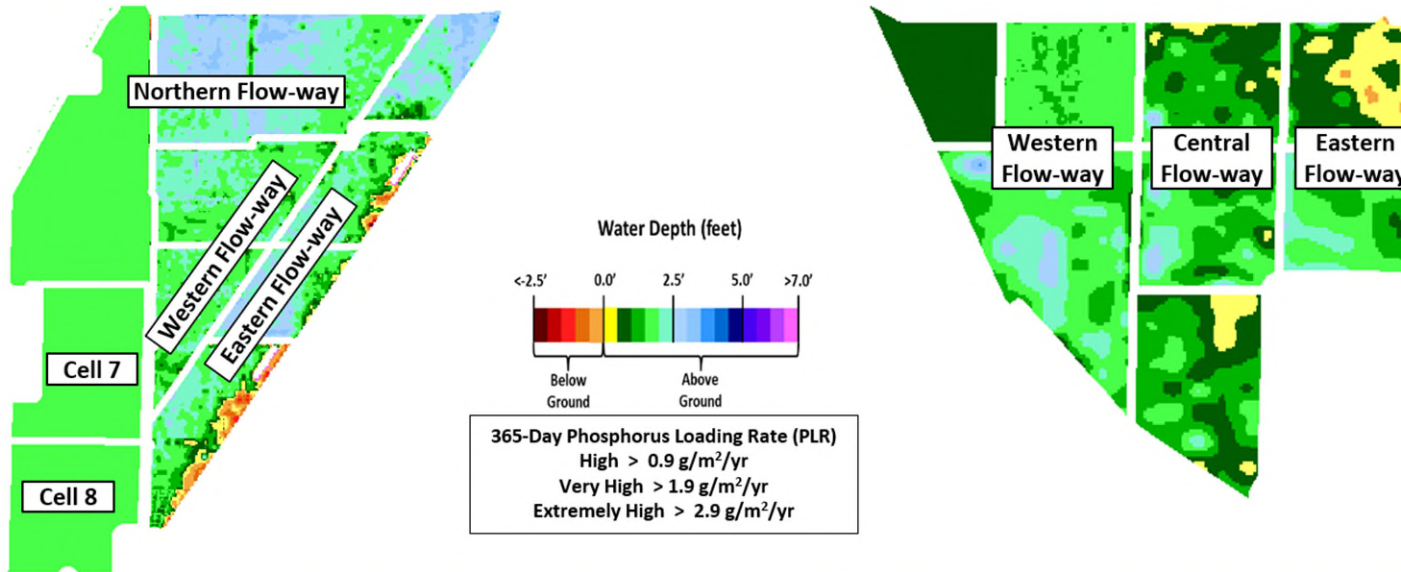 Northern Flow-way
Western Flow-way
Eastern Flow-way
Cell 7
Cell 8
Water Depth (feet)
<-2.5' 0.0' 2.5' 5.0' >7.0'
Below
Ground
Above
Ground
365-Day Phosphorus Loading Rate (PLR)
High > 0.9 g/m²/yr
Very High > 1.9 g/m²/yr
Extremely High > 2.9 g/m²/yr
Western
Flow-way
Central
Flow-way
Eastern
Flow-way